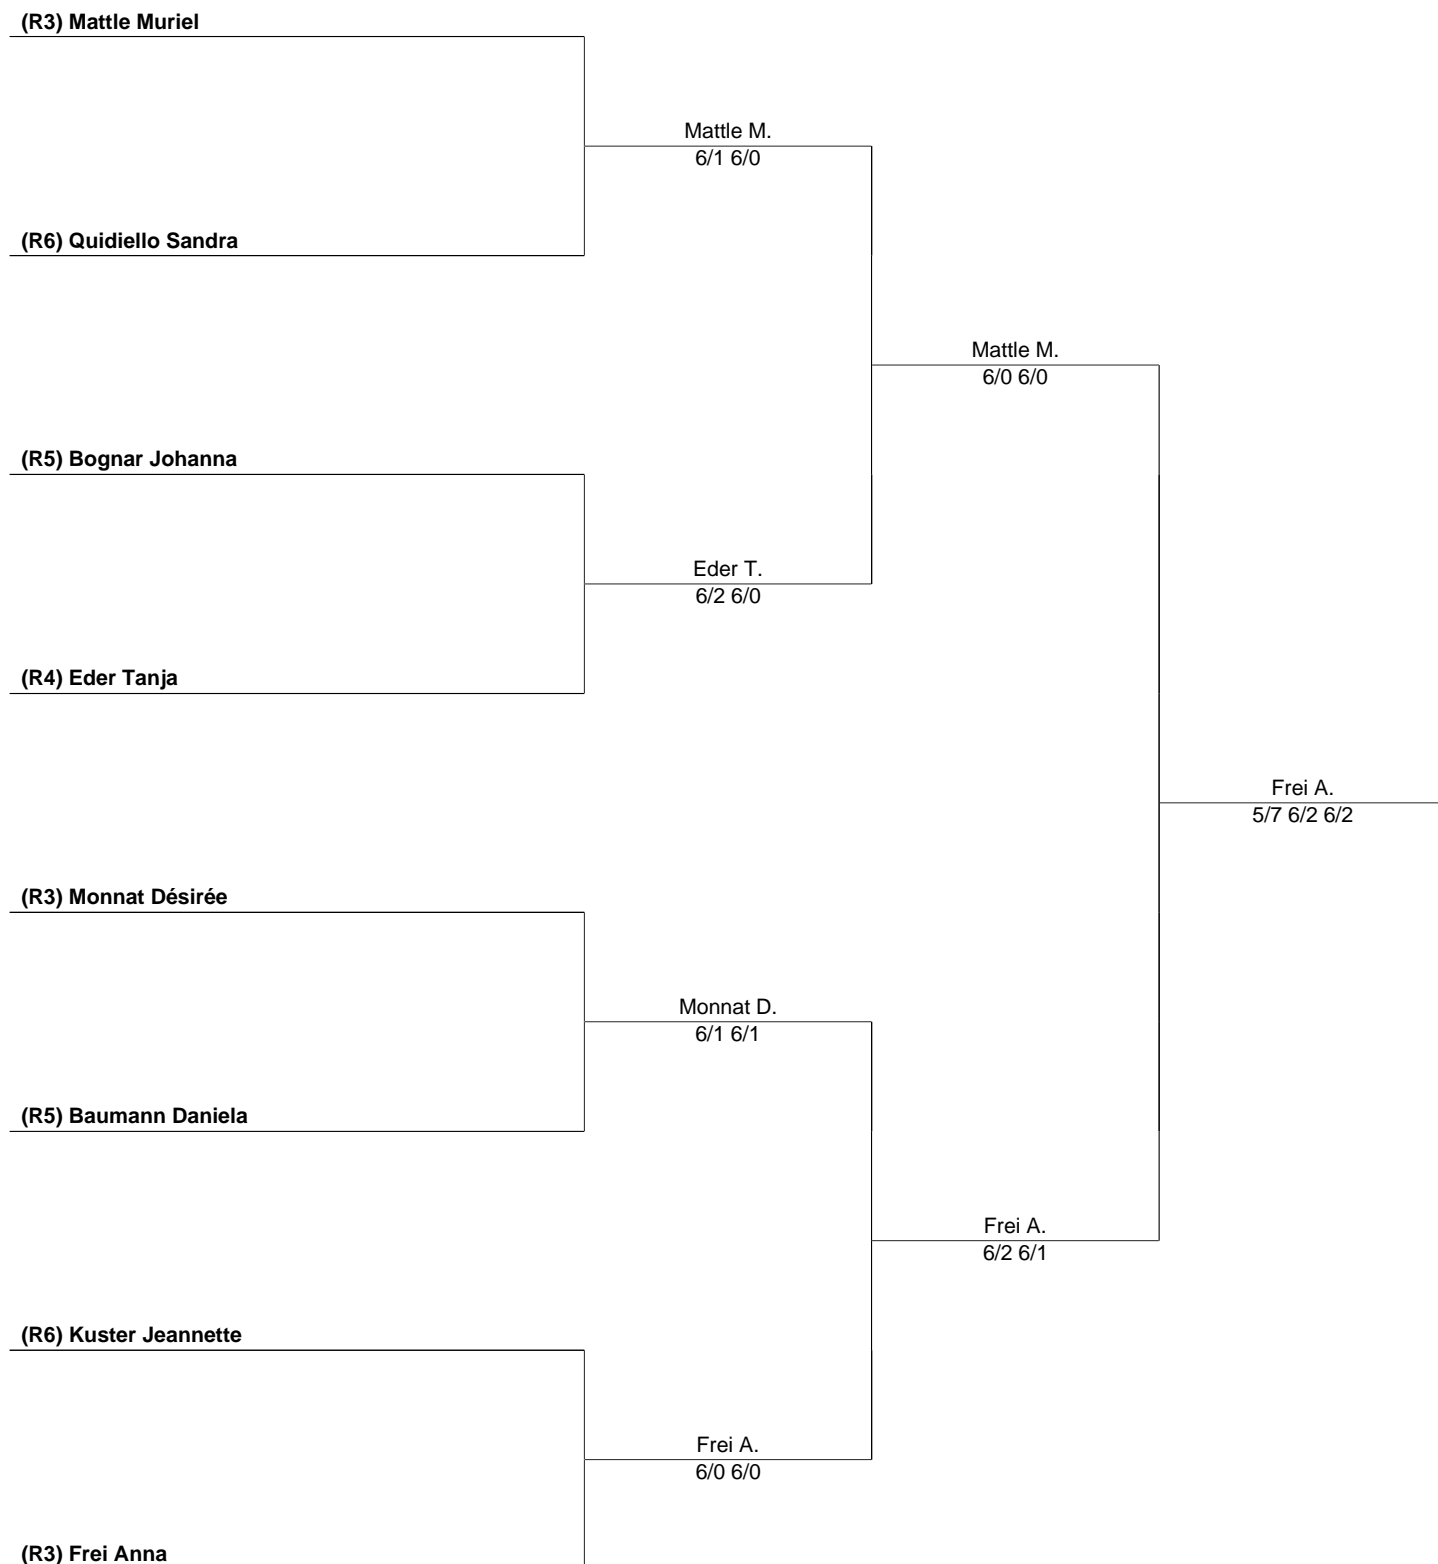 (R3) Mattle Muriel
Mattle M.
6/1 6/0
(R6) Quidiello Sandra
Mattle M.
6/0 6/0
(R5) Bognar Johanna
Eder T.
6/2 6/0
(R4) Eder Tanja
Frei A.
5/7 6/2 6/2
(R3) Monnat Désirée
Monnat D.
6/1 6/1
(R5) Baumann Daniela
Frei A.
6/2 6/1
(R6) Kuster Jeannette
Frei A.
6/0 6/0
(R3) Frei Anna